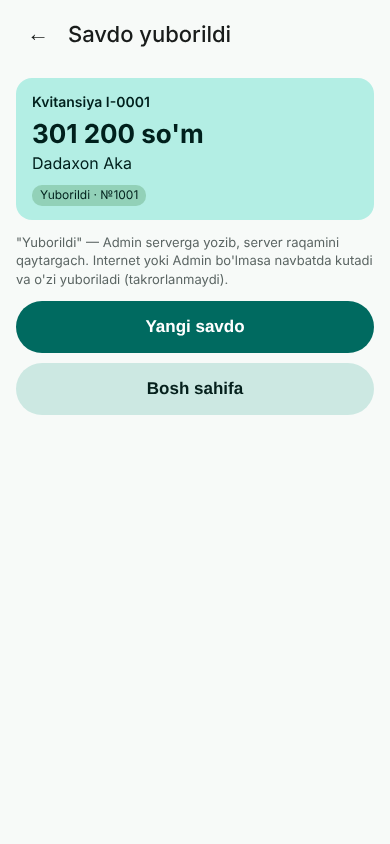 ← Savdo yuborildi
Kvitansiya I-0001
301 200 so'm
Dadaxon Aka
Yuborildi · №1001
"Yuborildi" — Admin serverga yozib, server raqamini
qaytargach. Internet yoki Admin bo'lmasa navbatda kutadi
va o'zi yuboriladi (takrorlanmaydi).
Yangi savdo
Bosh sahifa